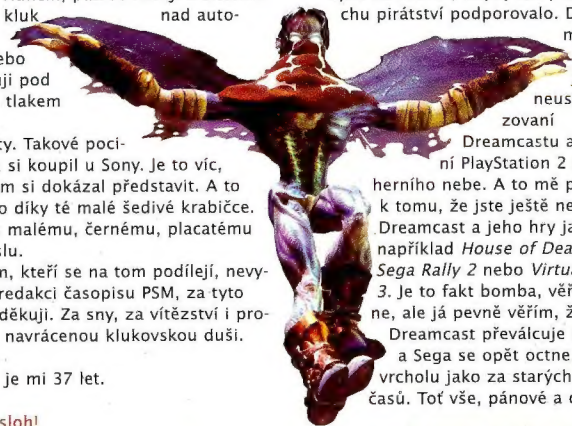 kluk
nad auto-
ebo
uji pod
tlakem
ty. Takové poci-
si koupil u Sony. Je to víc,
m si dokázal představit. A to
o díky té malé šedivé krabičce.
malému, černému, placatému
slu.
m, kteří se na tom podílejí, nevy-
redakci časopisu PSM, za tyto
děkuji. Za sny, za vítězství i pro-
navrácenou klukovskou duši.
je mi 37 let.
sloh!
chu pirátství podporovalo. D
m
neus
zovaní
Dreamcastu a
ní PlayStation 2
herního nebe. A to mě p
k tomu, že jste ještě ne
Dreamcast a jeho hry ja
například House of Dea
Sega Rally 2 nebo Virtu
3. Je to fakt bomba, věř
ne, ale já pevně věřím, ž
Dreamcast převálcuje
a Sega se opět octne
vrcholu jako za starých
časů. Toť vše, pánové a d